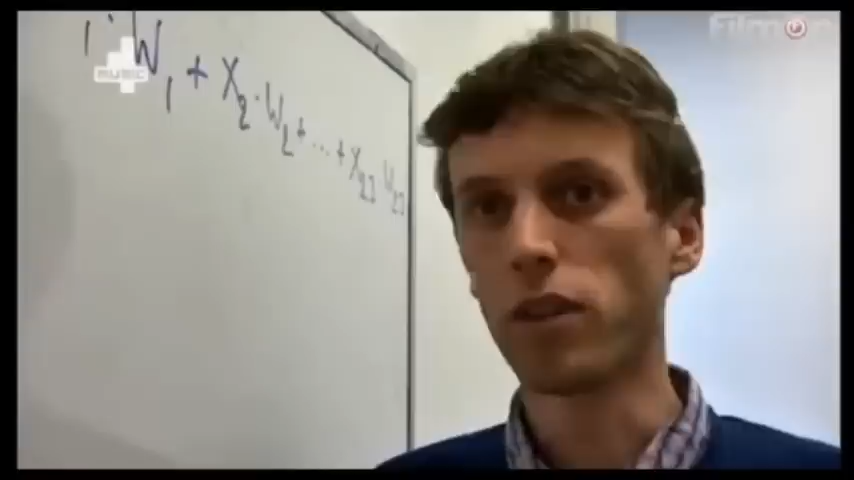 FilmOn
music
1 · W₁ + X₂ · W₂ + ... + X₂₃ W₂₃